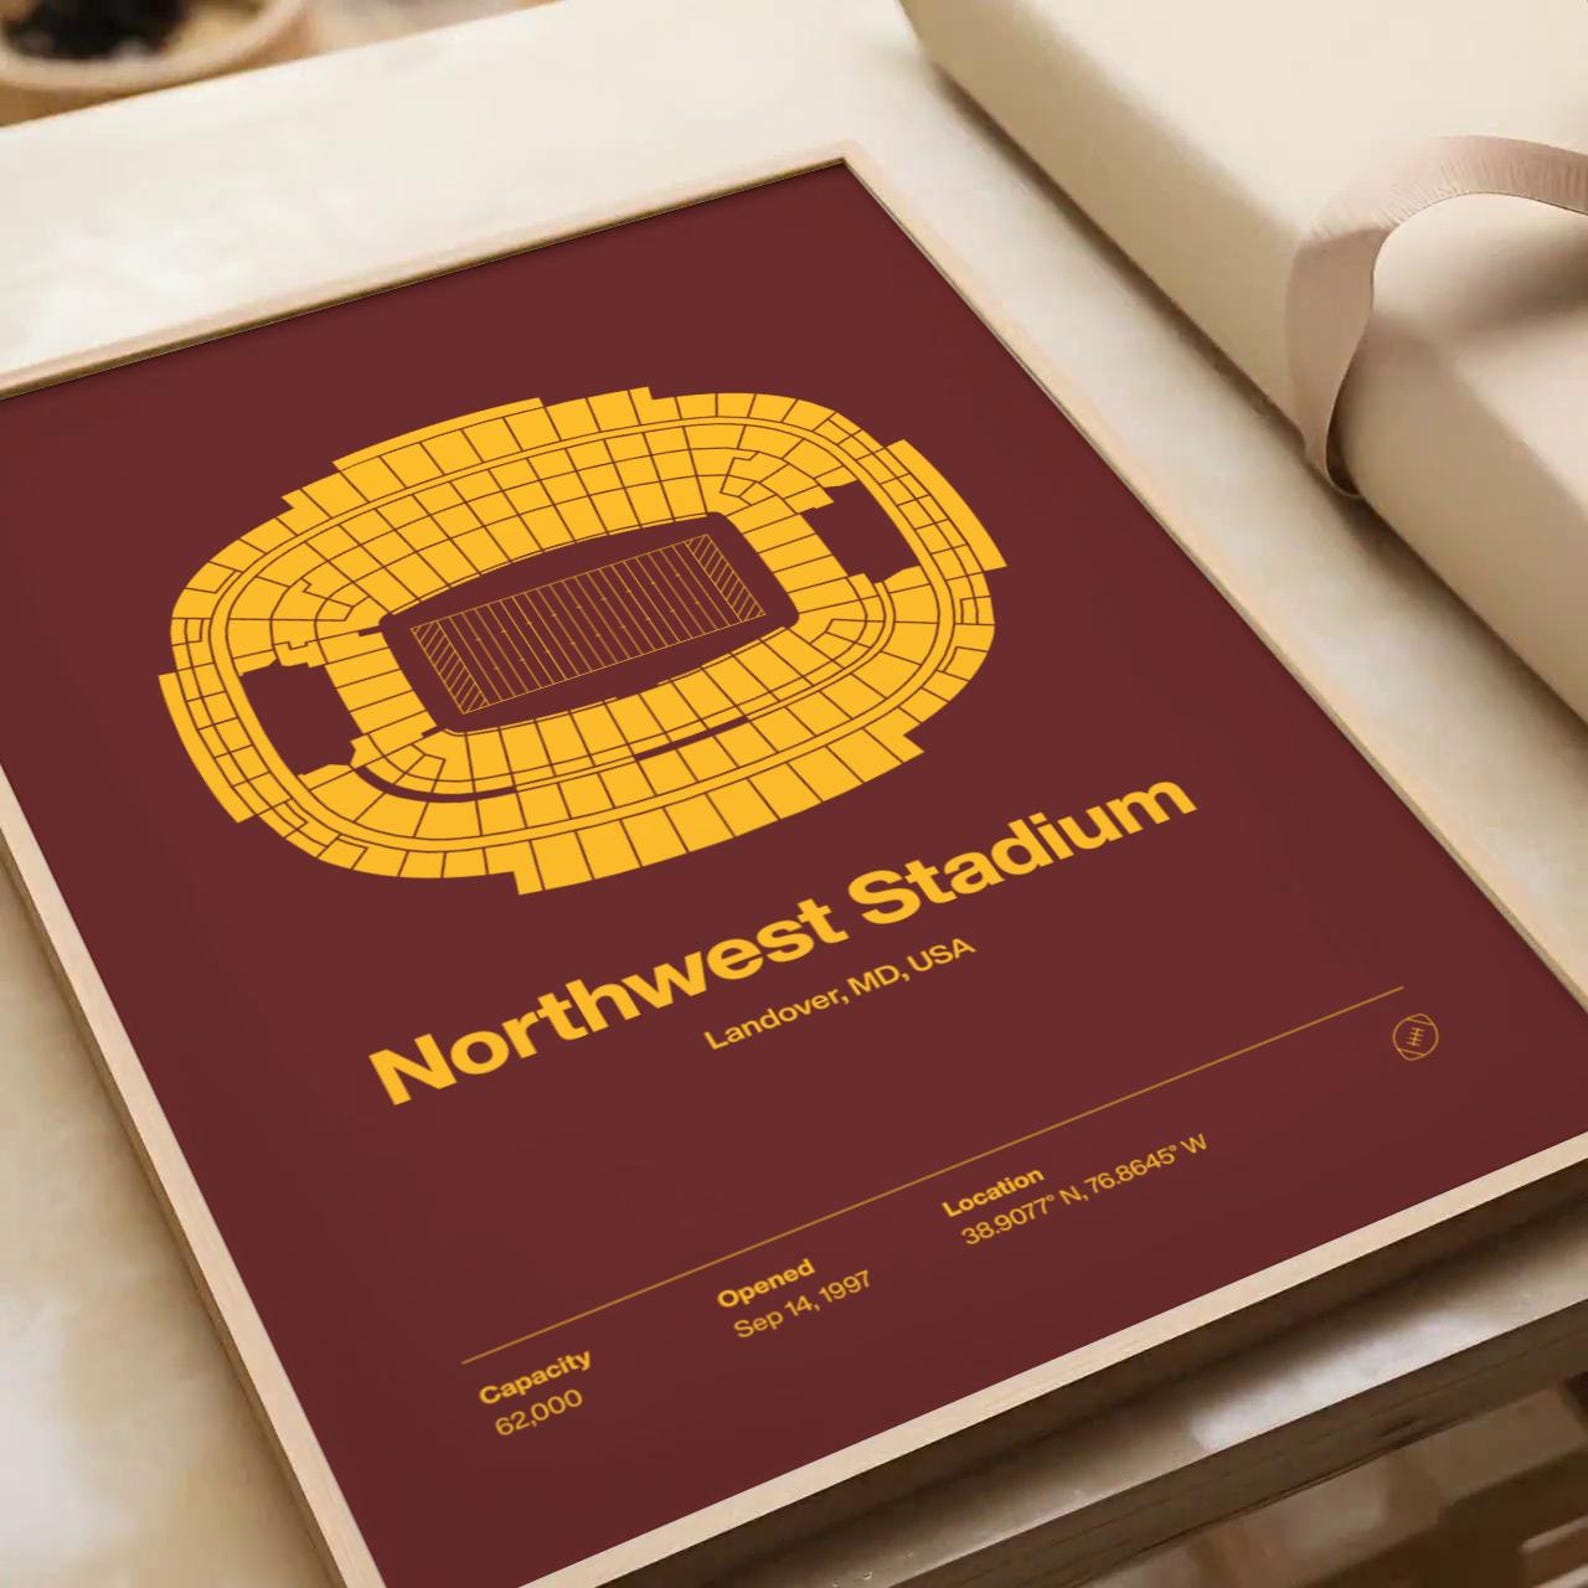 Northwest Stadium
Landover, MD, USA
Capacity
62,000
Opened
Sep 14, 1997
Location
38.9077° N, 76.8645° W